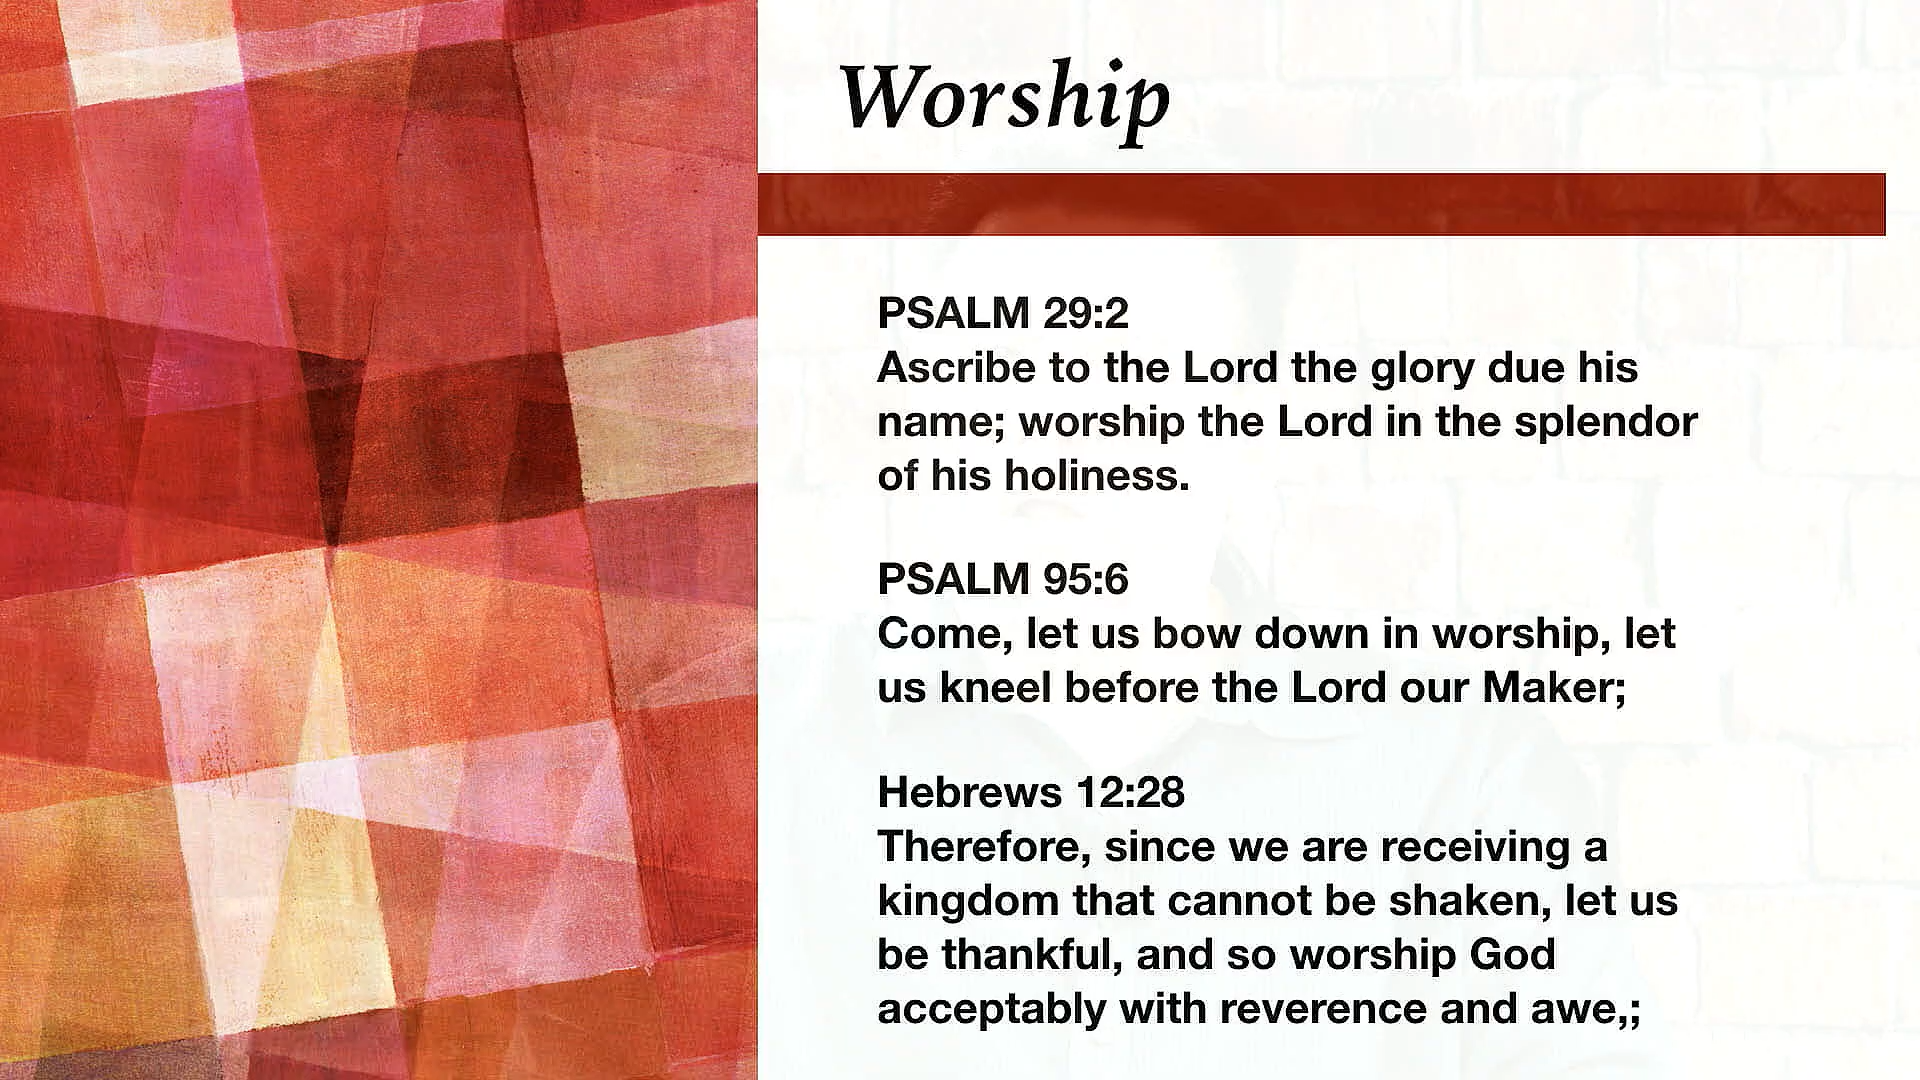 Worship
PSALM 29:2
Ascribe to the Lord the glory due his
name; worship the Lord in the splendor
of his holiness.
PSALM 95:6
Come, let us bow down in worship, let
us kneel before the Lord our Maker;
Hebrews 12:28
Therefore, since we are receiving a
kingdom that cannot be shaken, let us
be thankful, and so worship God
acceptably with reverence and awe,;